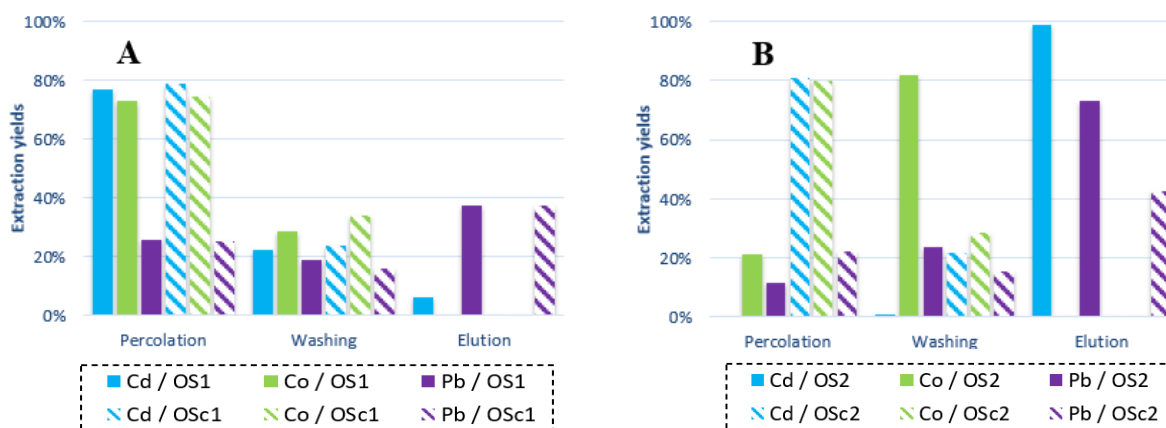 A
Extraction yields
100%
80%
60%
40%
20%
0%
Percolation Washing Elution
Cd / OS1 Co / OS1 Pb / OS1
Cd / OSc1 Co / OSc1 Pb / OSc1
B
Extraction yields
100%
80%
60%
40%
20%
0%
Percolation Washing Elution
Cd / OS2 Co / OS2 Pb / OS2
Cd / OSc2 Co / OSc2 Pb / OSc2